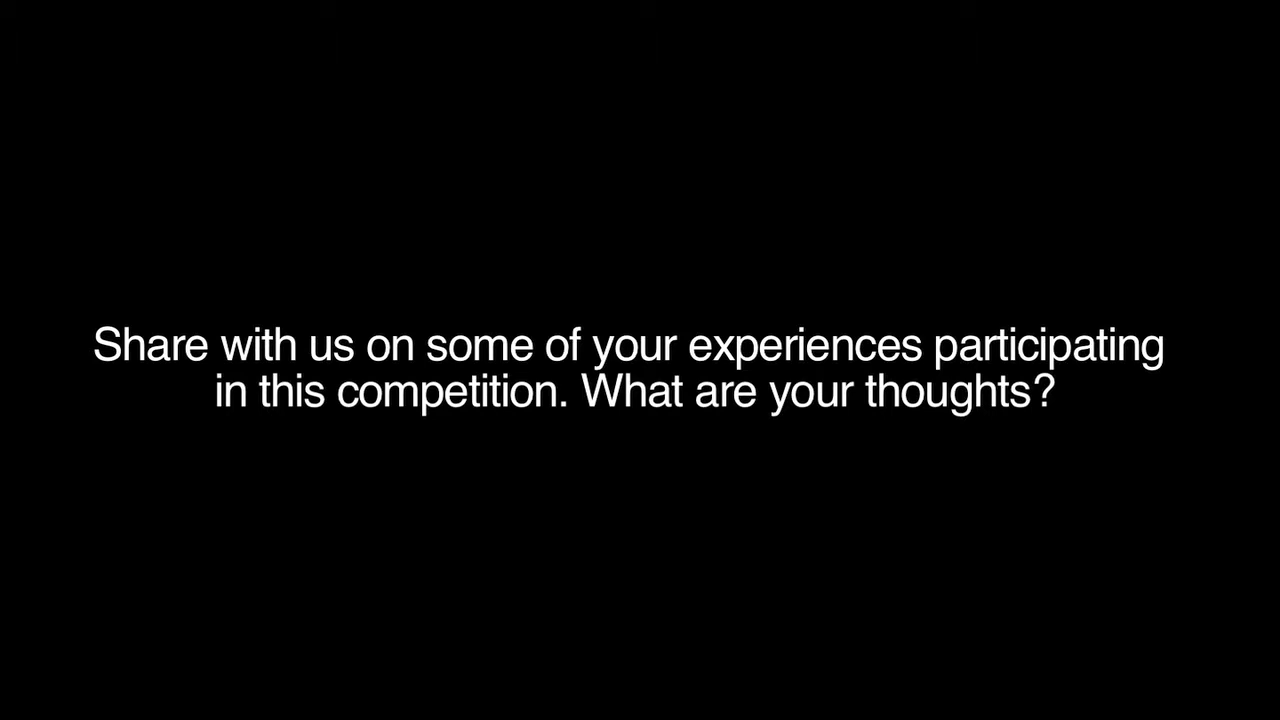 Share with us on some of your experiences participating
in this competition. What are your thoughts?